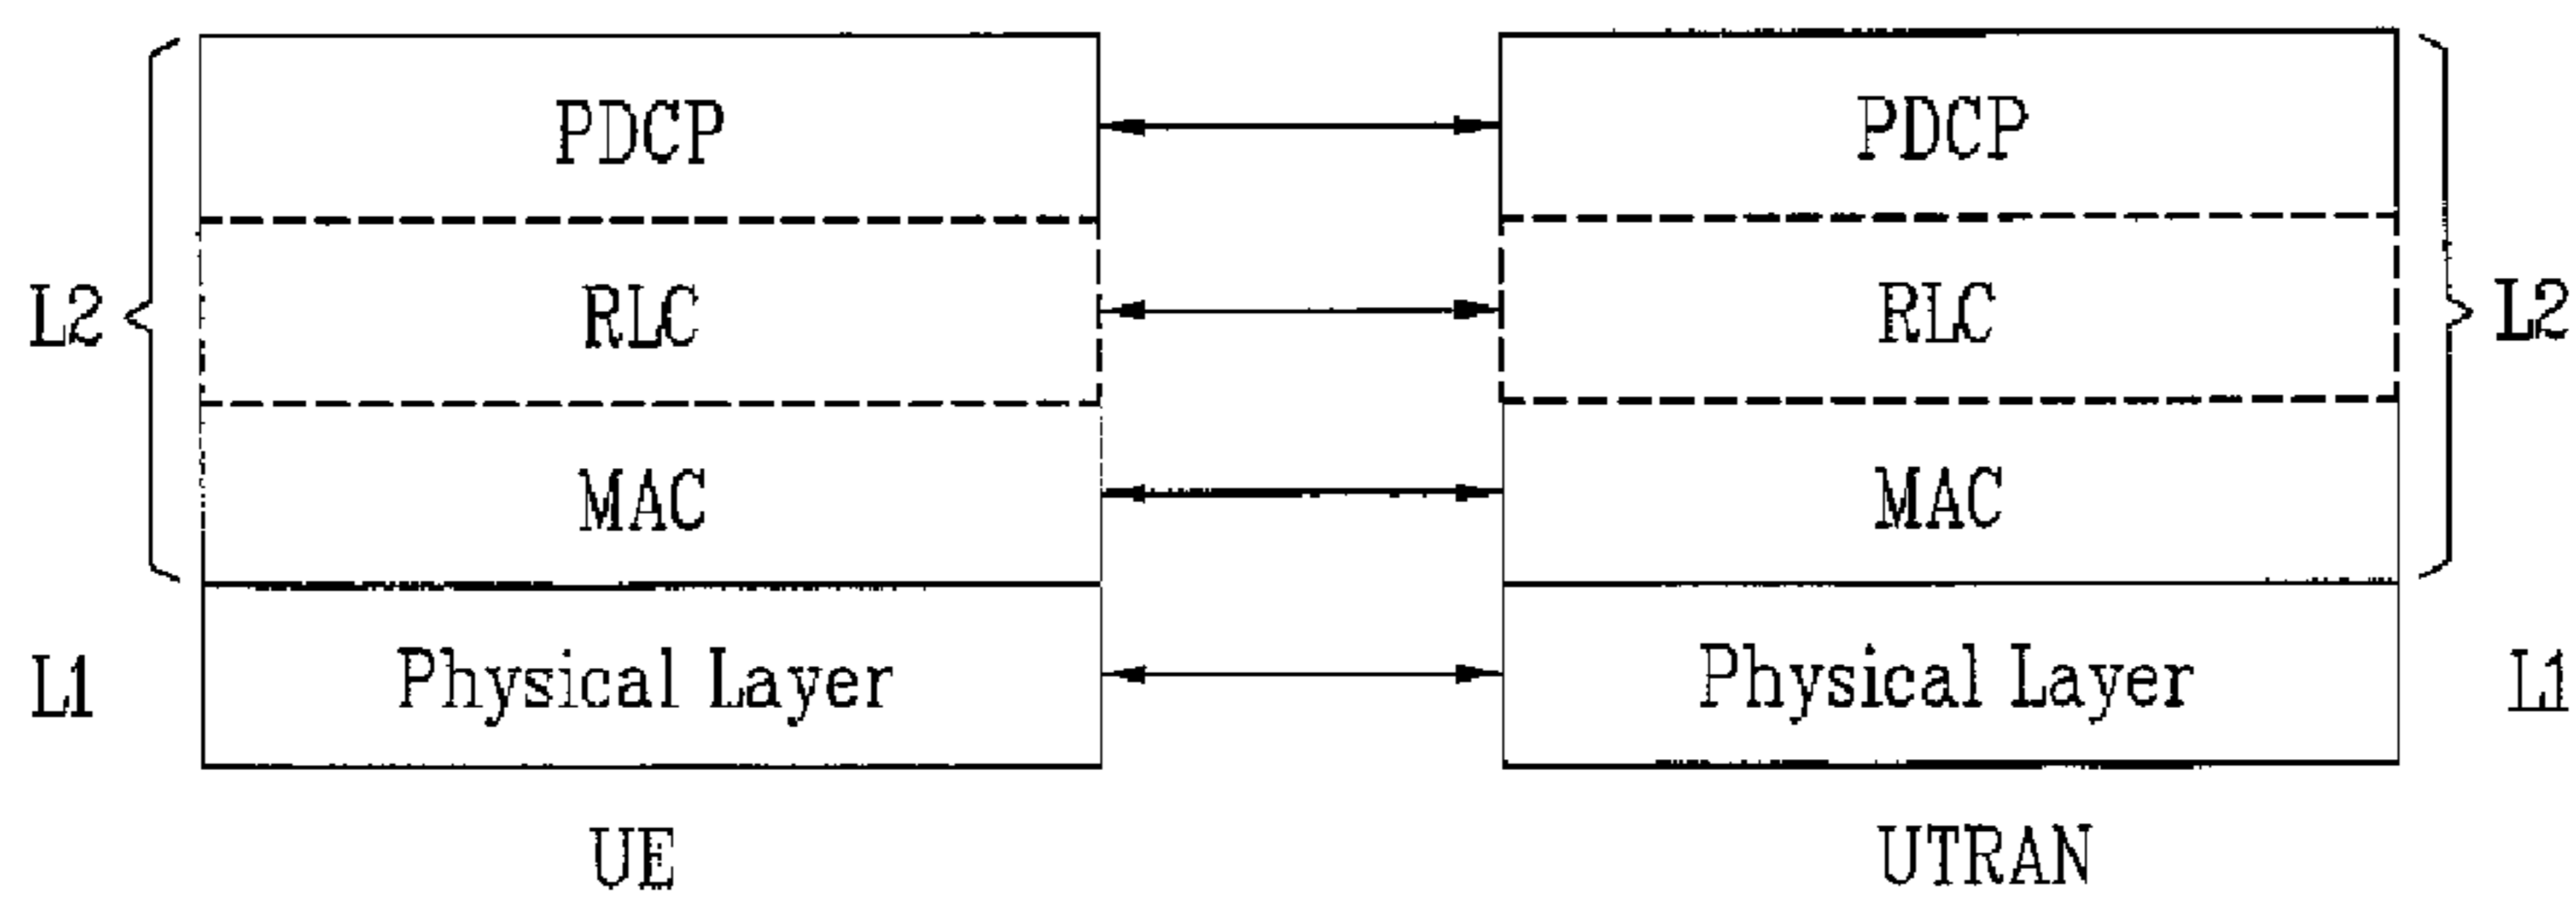 PDCP PDCP
L2 RLC RLC L2
MAC MAC
L1 Physical Layer Physical Layer L1
UE UTRAN